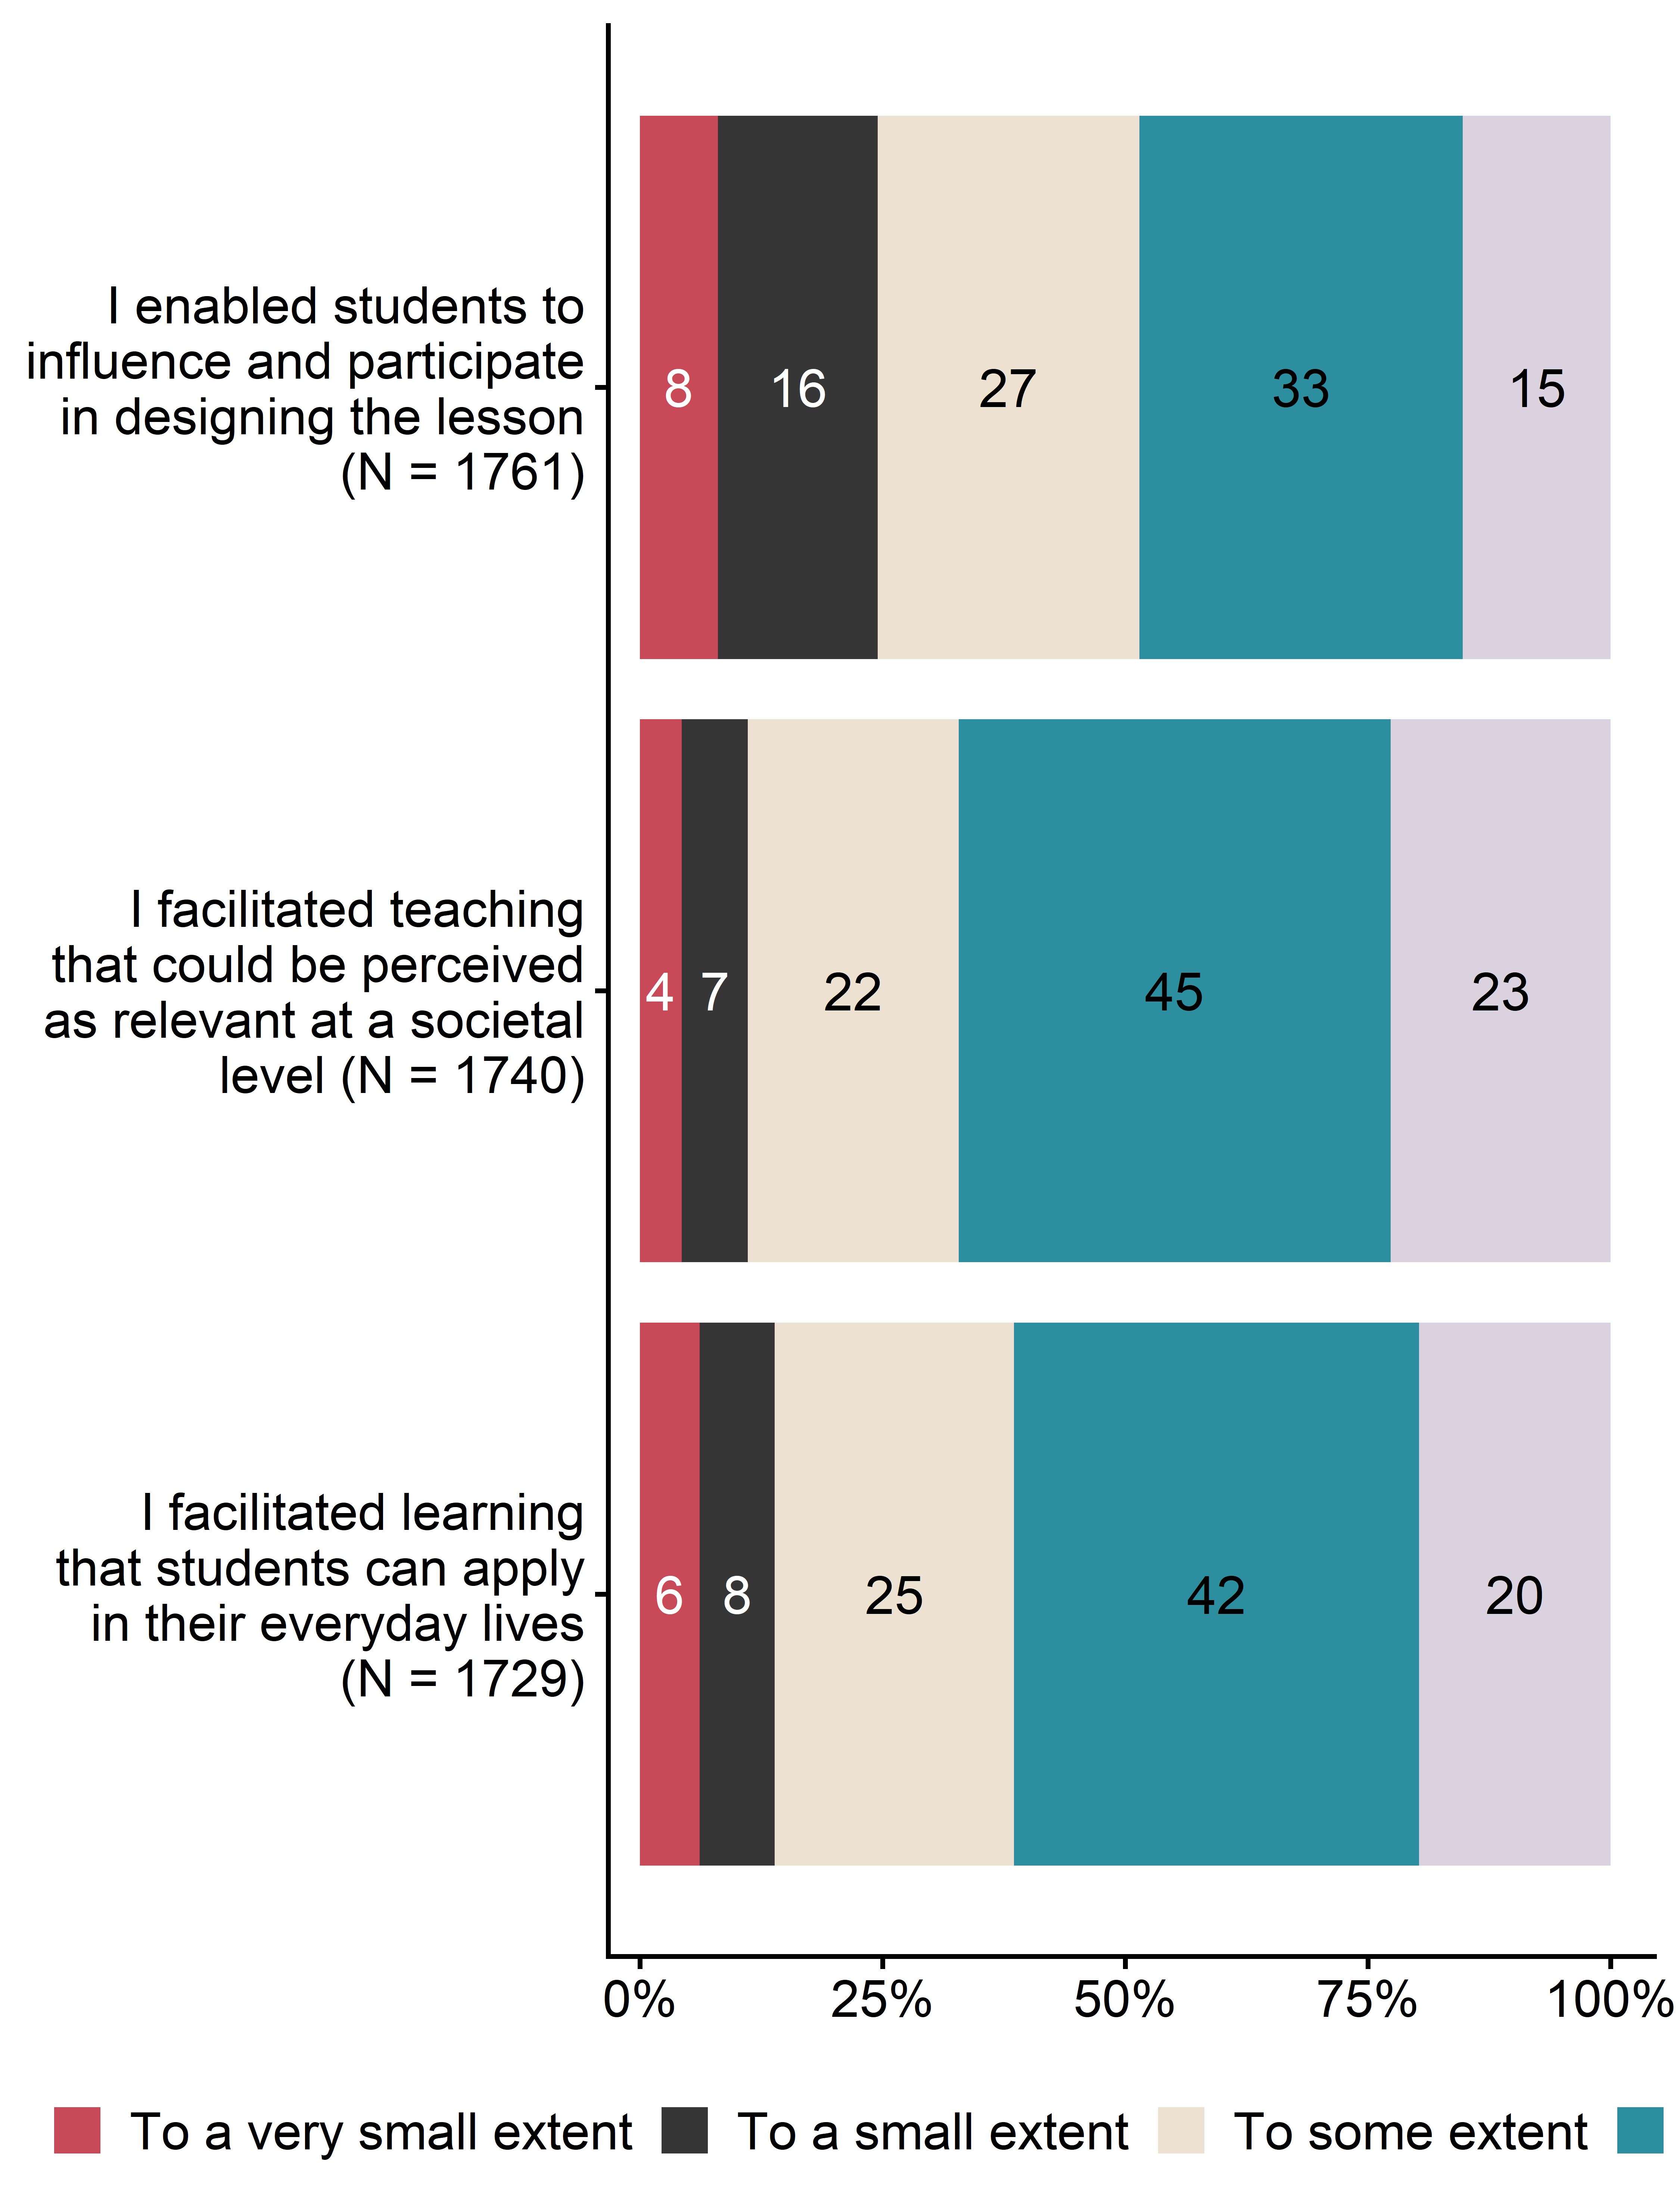 I enabled students to
influence and participate
in designing the lesson
(N = 1761)
8 16 27 33 15
I facilitated teaching
that could be perceived
as relevant at a societal
level (N = 1740)
4 7 22 45 23
I facilitated learning
that students can apply
in their everyday lives
(N = 1729)
6 8 25 42 20
0% 25% 50% 75% 100%
To a very small extent To a small extent To some extent